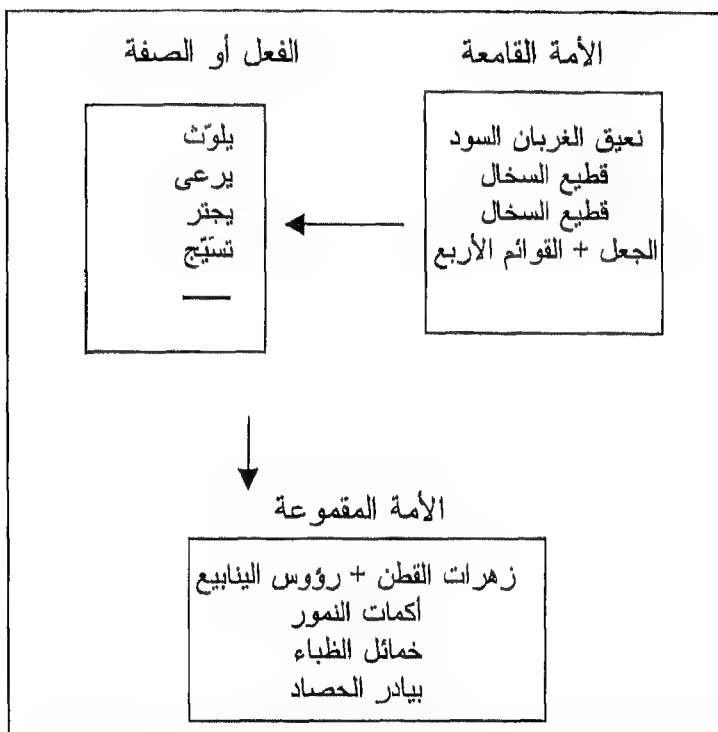 الأمة القامعة
نعيق الغربان السود
قطيع السخال
قطيع السخال
الجعل + القوائم الأربع
الفعل أو الصفة
يلوّث
يرعى
يجتر
تسَيّج
الأمة المقموعة
زهرات القطن + رؤوس الينابيع
أكمات النمور
خمائل الظباء
بيادر الحصاد